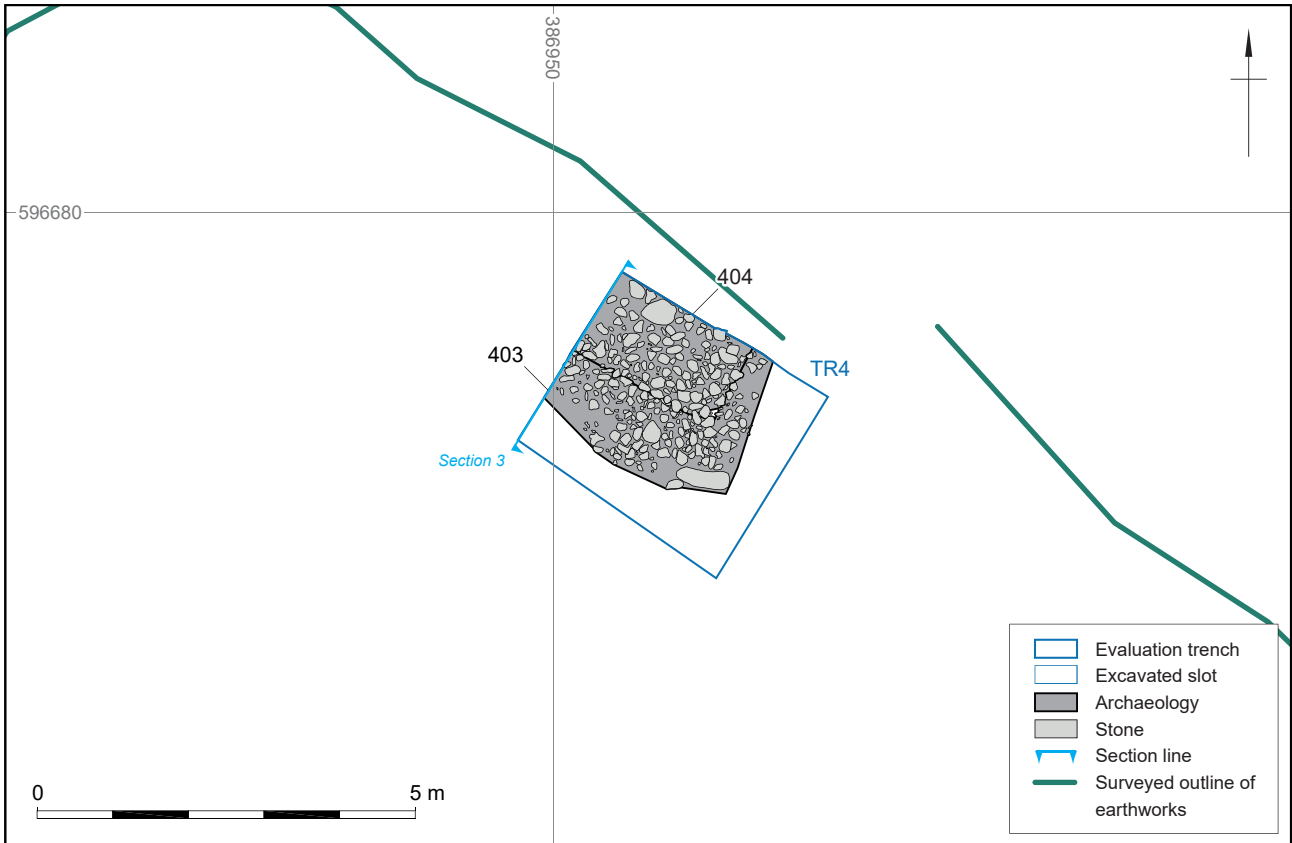 386950
596680
404
403
TR4
Section 3
Evaluation trench
Excavated slot
Archaeology
Stone
Section line
Surveyed outline of
earthworks
0 5 m